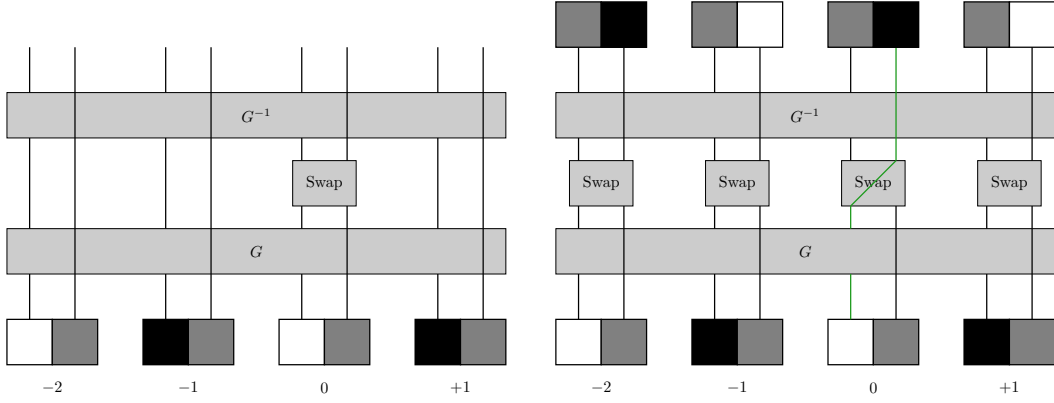 G⁻¹ G⁻¹
Swap Swap Swap Swap Swap
G G
−2 −1 0 +1 −2 −1 0 +1